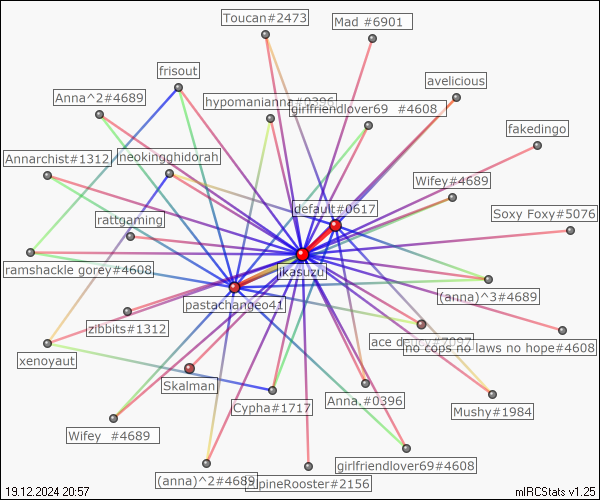 Toucan#2473
Mad #6901
frisout
avelicious
Anna^2#4689
hypomanianna#0396
girlfriendlover69 #4608
fakedingo
Annarchist#1312
neokingghidorah
Wifey#4689
default#0617
Soxy Foxy#5076
rattgaming
ikasuzu
ramshackle gorey#4608
(anna)^3#4689
pastachangeo41
zibbits#1312
ace deucy#7097
no cops no laws no hope#4608
xenoyaut
Skalman
Cypha#1717
Anna.#0396
Mushy#1984
Wifey #4689
girlfriendlover69#4608
(anna)^2#4689
#2156
19.12.2024 20:57
mIRCStats v1.25